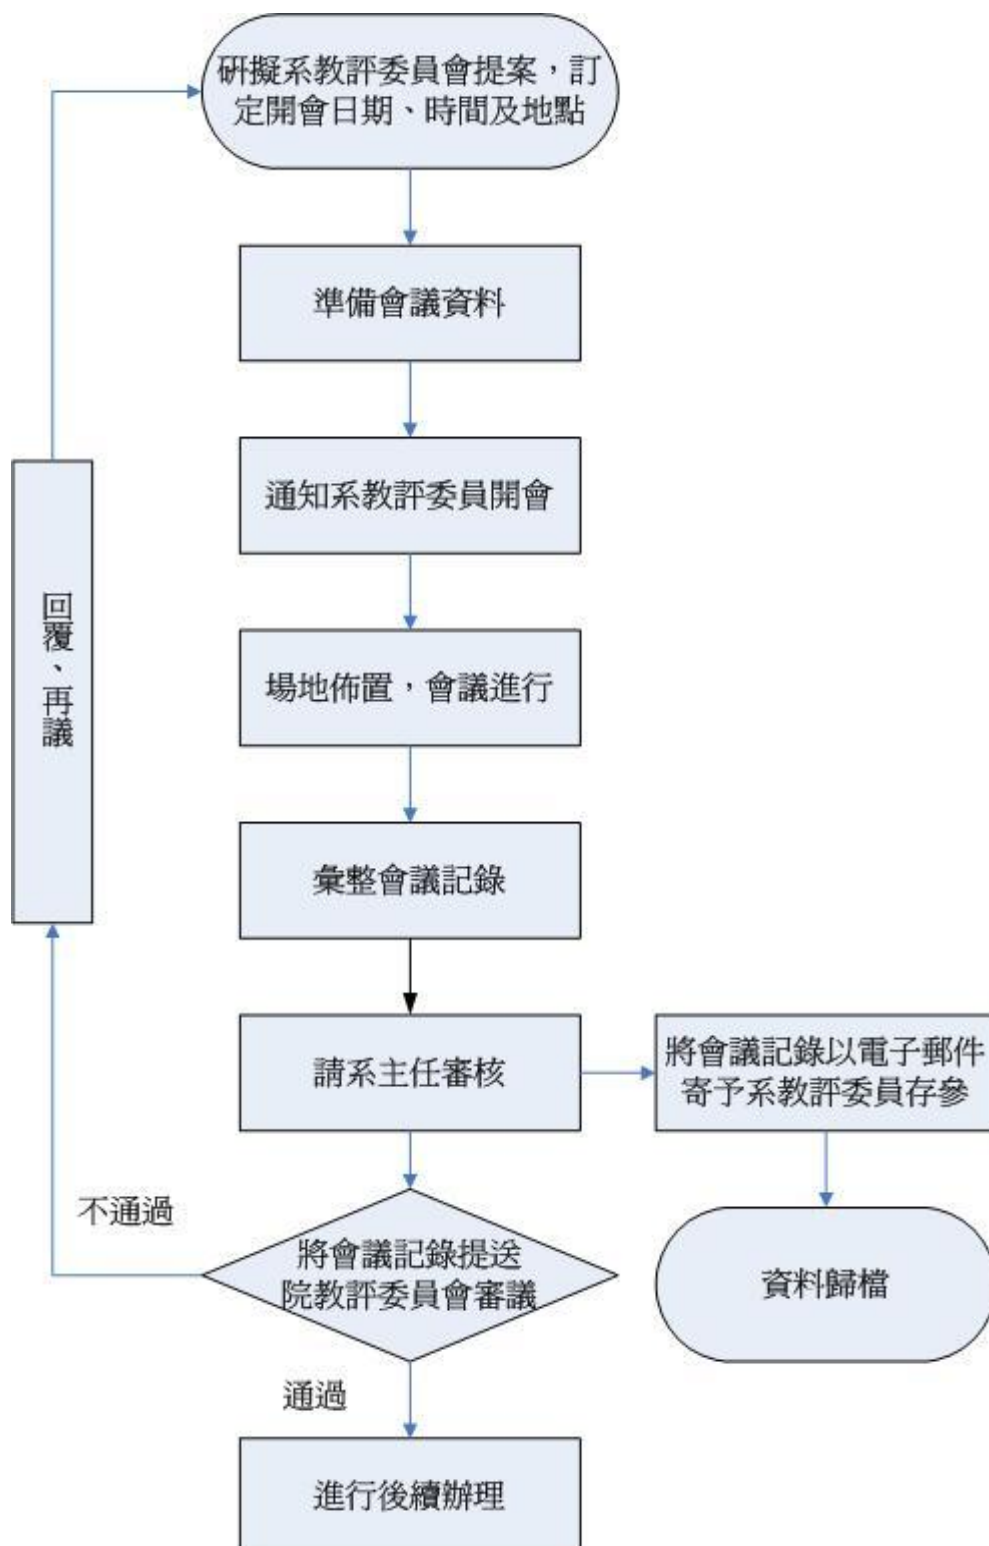 研擬系教評委員會提案，訂
定開會日期、時間及地點
準備會議資料
通知系教評委員開會
場地佈置，會議進行
彙整會議記錄
請系主任審核
將會議記錄以電子郵件
寄予系教評委員存參
資料歸檔
將會議記錄提送
院教評委員會審議
不通過
回覆、再議
通過
進行後續辦理